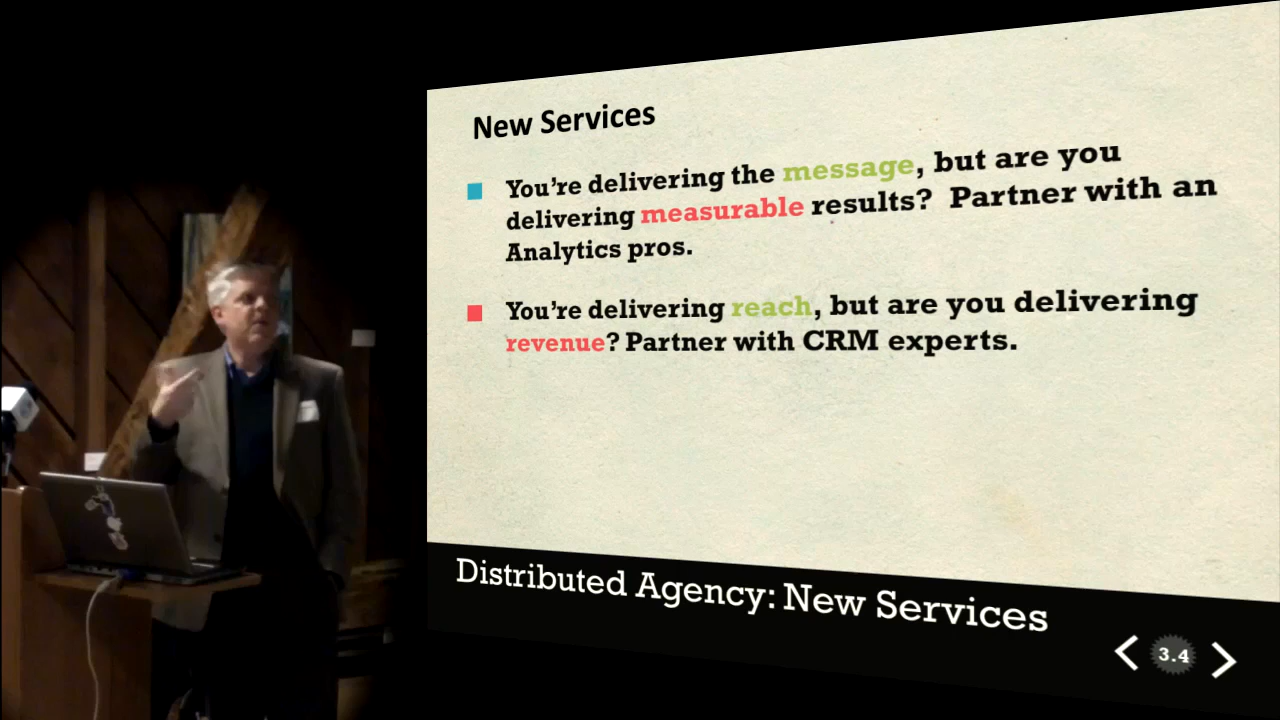 New Services
You're delivering the message, but are you
delivering measurable results?  Partner with an
Analytics pros.
You're delivering reach, but are you delivering
revenue? Partner with CRM experts.
Distributed Agency: New Services
3.4